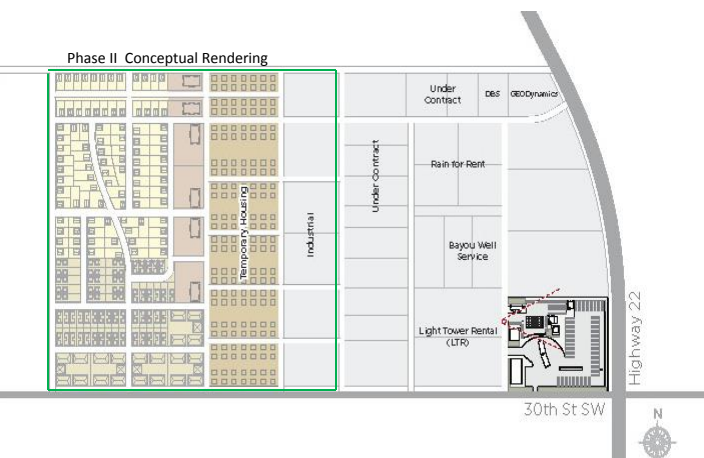 Phase II Conceptual Rendering
Under
Contract
DBS
GEODynamics
Under Contract
Rain for Rent
Temporary Housing
Industrial
Bayou Well
Service
Light Tower Rental
(LTR)
Highway 22
30th St SW
N